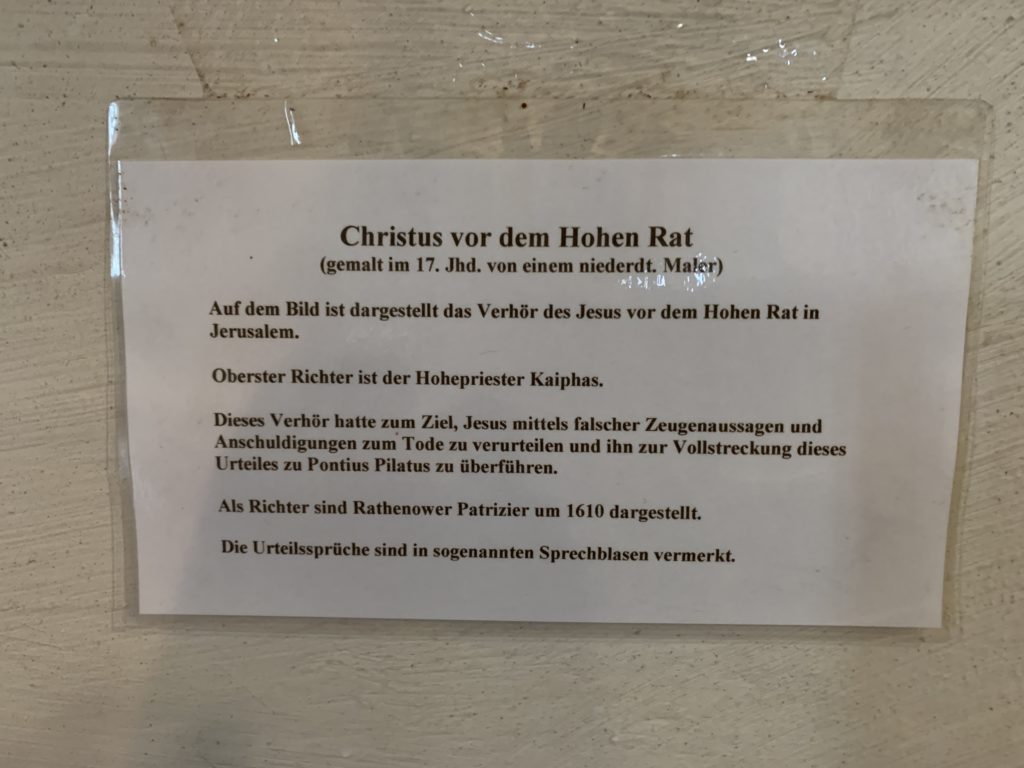 Christus vor dem Hohen Rat
(gemalt im 17. Jhd. von einem niederdt. Maler)
Auf dem Bild ist dargestellt das Verhör des Jesus vor dem Hohen Rat in
Jerusalem.
Oberster Richter ist der Hohepriester Kaiphas.
Dieses Verhör hatte zum Ziel, Jesus mittels falscher Zeugenaussagen und
Anschuldigungen zum Tode zu verurteilen und ihn zur Vollstreckung dieses
Urteiles zu Pontius Pilatus zu überführen.
Als Richter sind Rathenower Patrizier um 1610 dargestellt.
Die Urteilssprüche sind in sogenannten Sprechblasen vermerkt.